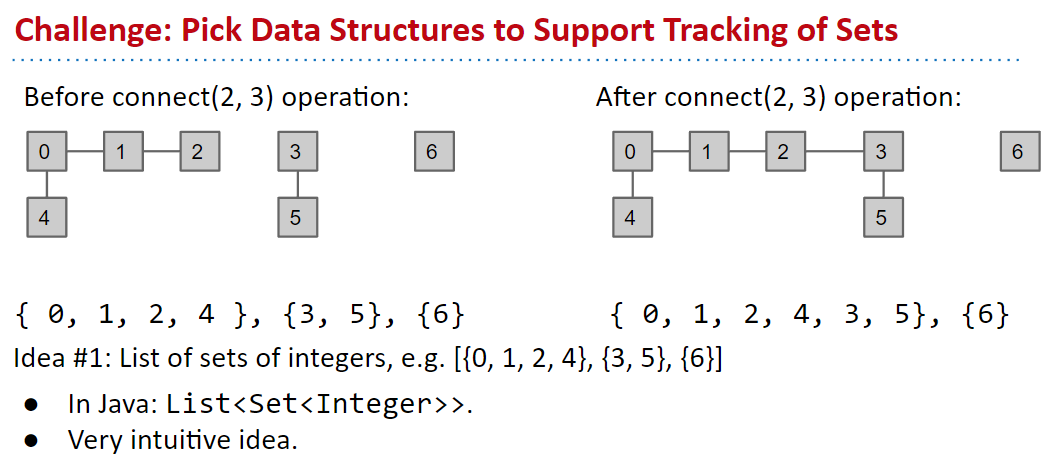 Challenge: Pick Data Structures to Support Tracking of Sets
Before connect(2, 3) operation:
0 1 2 3 6
4 5
{ 0, 1, 2, 4 }, {3, 5}, {6}
After connect(2, 3) operation:
0 1 2 3 6
4 5
{ 0, 1, 2, 4, 3, 5}, {6}
Idea #1: List of sets of integers, e.g. [{0, 1, 2, 4}, {3, 5}, {6}]
● In Java: List<Set<Integer>>.
● Very intuitive idea.